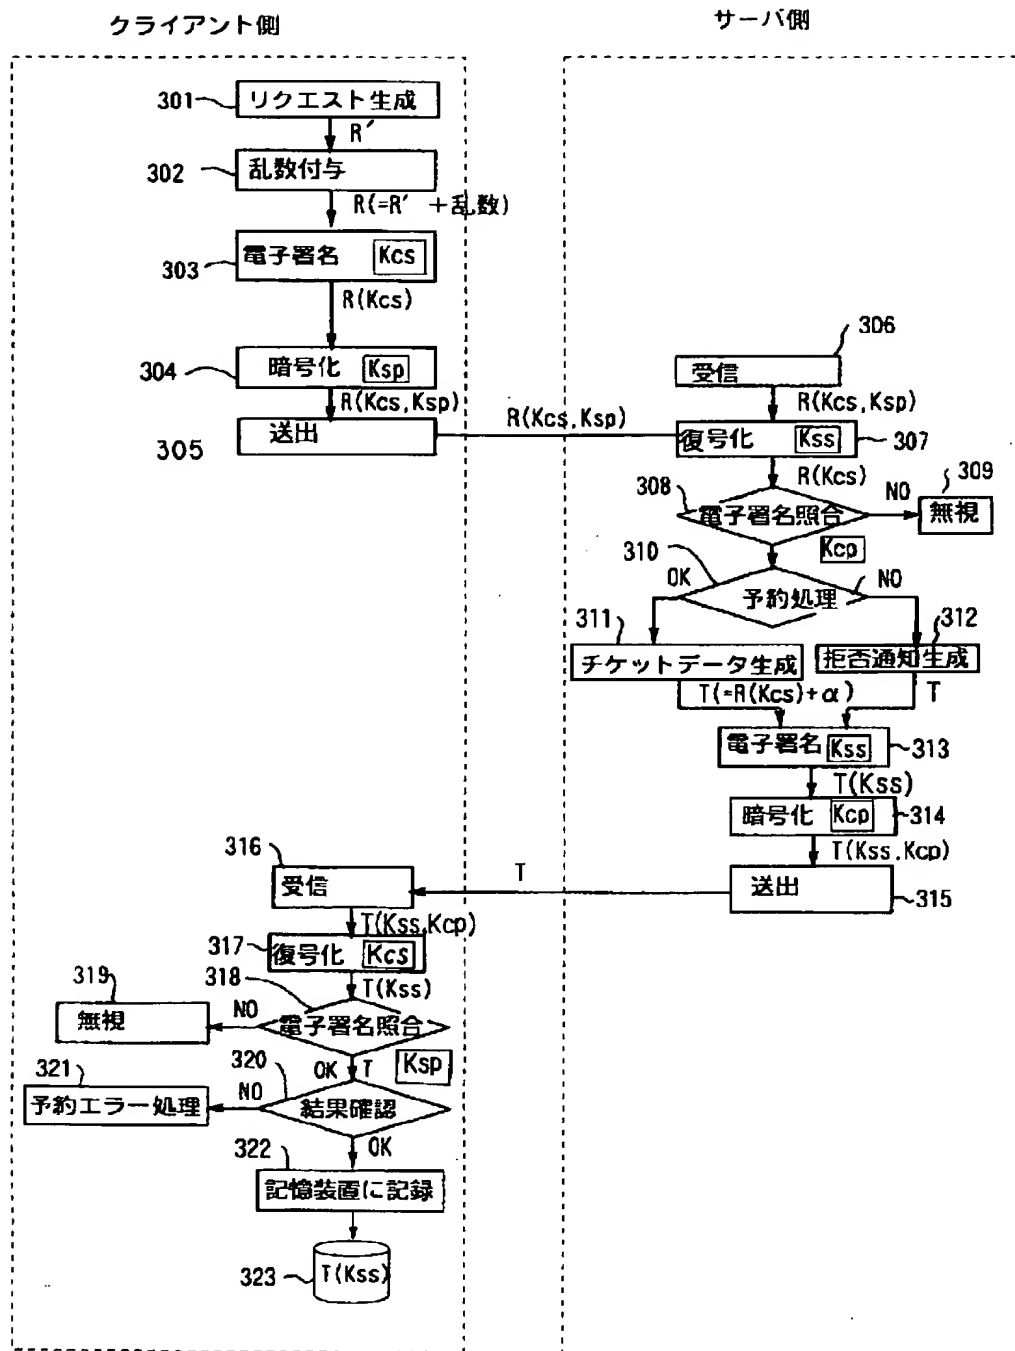 クライアント側
サーバ側
301
リクエスト生成
R′
302
乱数付与
R(=R′ +乱数)
303
電子署名 Kcs
R(Kcs)
304
暗号化 Ksp
R(Kcs,Ksp)
305
送出
R(Kcs,Ksp)
306
受信
R(Kcs,Ksp)
復号化 Kss
307
R(Kcs)
308
電子署名照合
NO
309
無視
Kcp
310
予約処理
OK
NO
311
チケットデータ生成
312
拒否通知生成
T(=R(Kcs)+α)
T
電子署名 Kss
313
T(Kss)
暗号化 Kcp
314
T(Kss,Kcp)
送出
315
T
316
受信
T(Kss,Kcp)
317
復号化 Kcs
T(Kss)
318
電子署名照合
NO
319
無視
Ksp
OK
T
320
結果確認
NO
321
予約エラー処理
OK
322
記憶装置に記録
323
T(Kss)